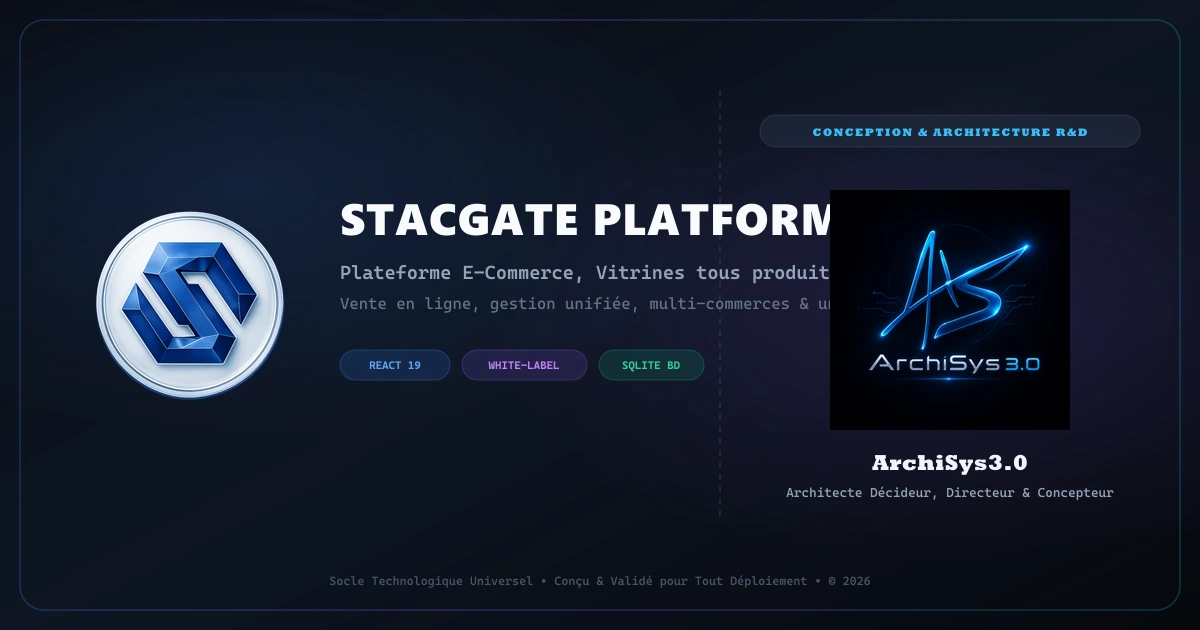 CONCEPTION & ARCHITECTURE R&D
STACGATE PLATFORM
Plateforme E-Commerce, Vitrines tous produit
Vente en ligne, gestion unifiée, multi-commerces &
REACT 19
WHITE-LABEL
SQLITE BD
AS
ArchiSys 3.0
ArchiSys3.0
Architecte Décideur, Directeur & Concepteur
Socle Technologique Universel • Conçu & Validé pour Tout Déploiement • © 2026